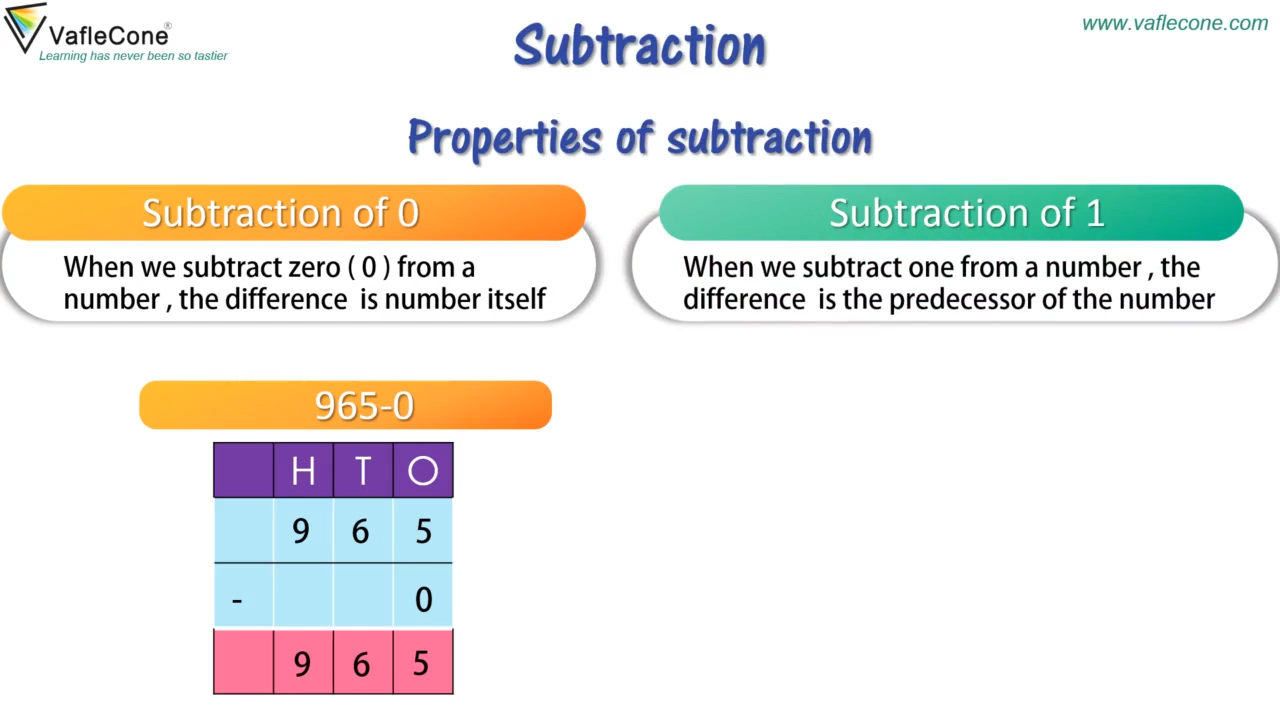 VafleCone®
Learning has never been so tastier
www.vaflecone.com
Subtraction
Properties of subtraction
Subtraction of 0
When we subtract zero ( 0 ) from a
number , the difference is number itself
Subtraction of 1
When we subtract one from a number , the
difference is the predecessor of the number
965-0
H T O
9 6 5
- 0
9 6 5